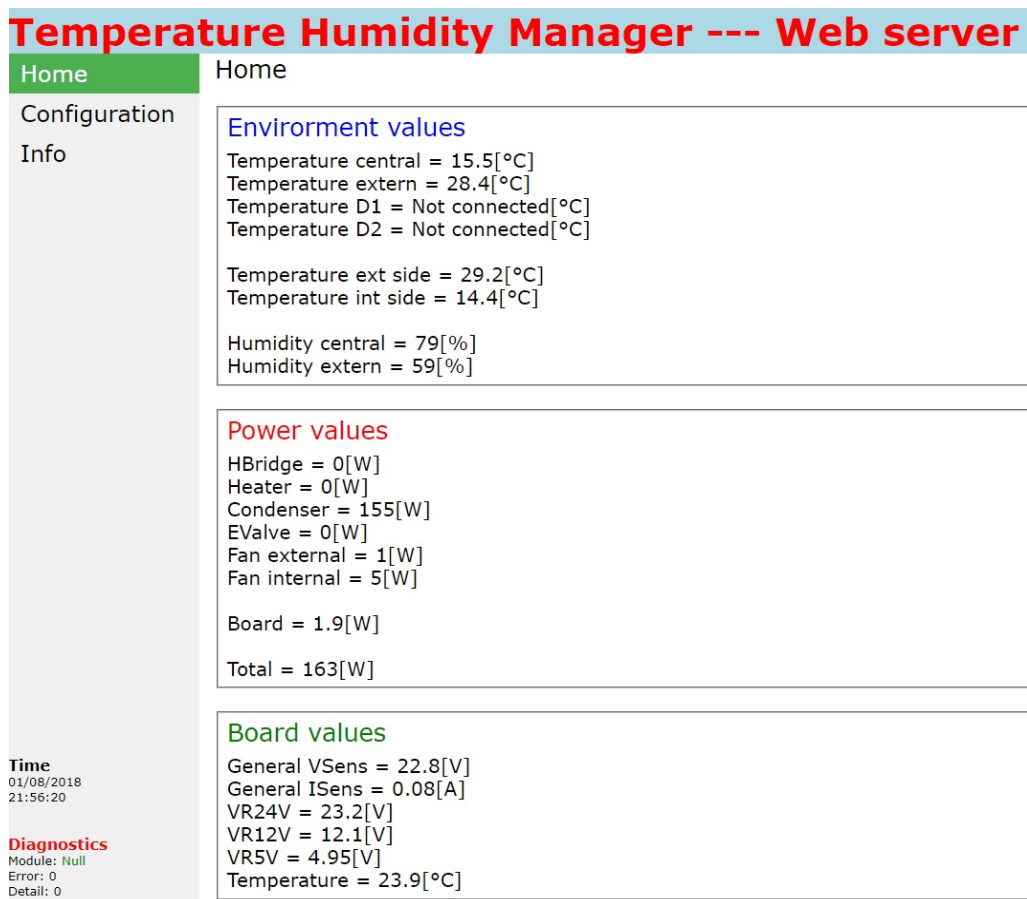 Temperature Humidity Manager --- Web server
Home
Configuration
Info
Time
01/08/2018
21:56:20
Diagnostics
Module: Null
Error: 0
Detail: 0
Home
Envirorment values
Temperature central = 15.5[°C]
Temperature extern = 28.4[°C]
Temperature D1 = Not connected[°C]
Temperature D2 = Not connected[°C]
Temperature ext side = 29.2[°C]
Temperature int side = 14.4[°C]
Humidity central = 79[%]
Humidity extern = 59[%]
Power values
HBridge = 0[W]
Heater = 0[W]
Condenser = 155[W]
EValve = 0[W]
Fan external = 1[W]
Fan internal = 5[W]
Board = 1.9[W]
Total = 163[W]
Board values
General VSens = 22.8[V]
General ISens = 0.08[A]
VR24V = 23.2[V]
VR12V = 12.1[V]
VR5V = 4.95[V]
Temperature = 23.9[°C]